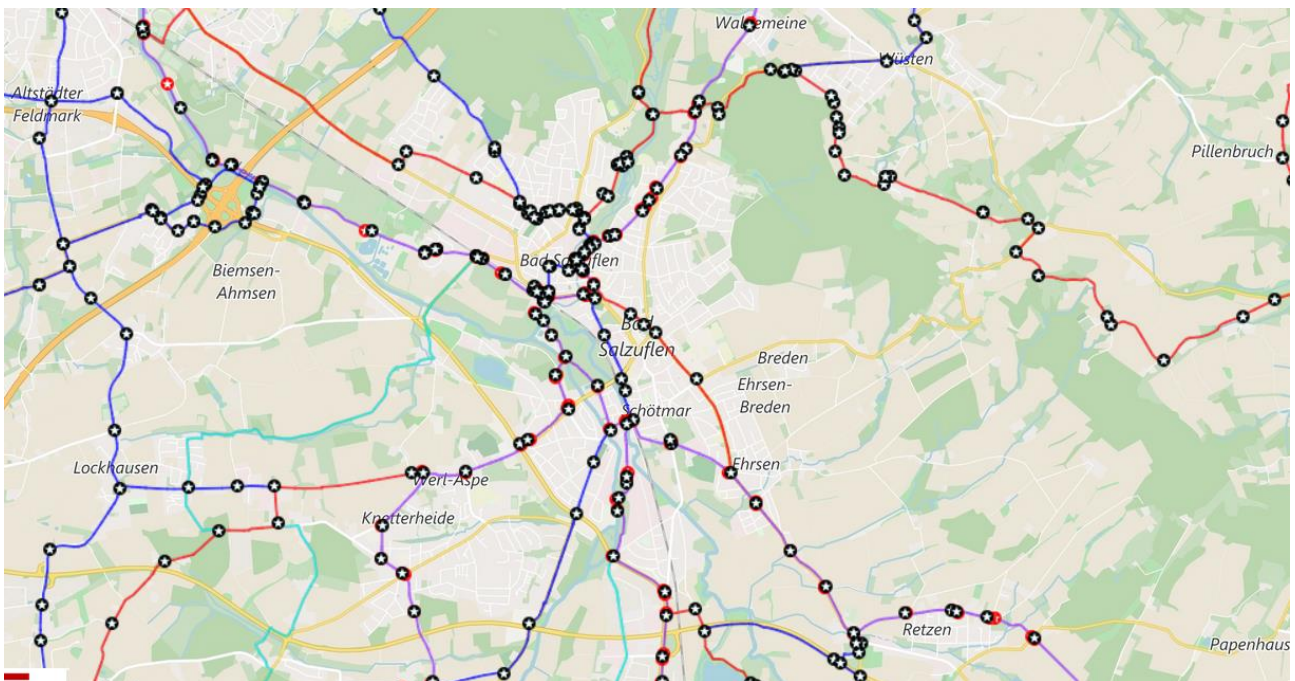 Walgemeine
Wüsten
Altstädter
Feldmark
Pillenbruch
Biemsen-
Ahmsen
Bad Salzuflen
Bad
Salzuflen
Breden
Ehrsen-
Breden
Schötmar
Lockhausen
Ehrsen
Werl-Aspe
Knetterheide
Retzen
Papenhaus